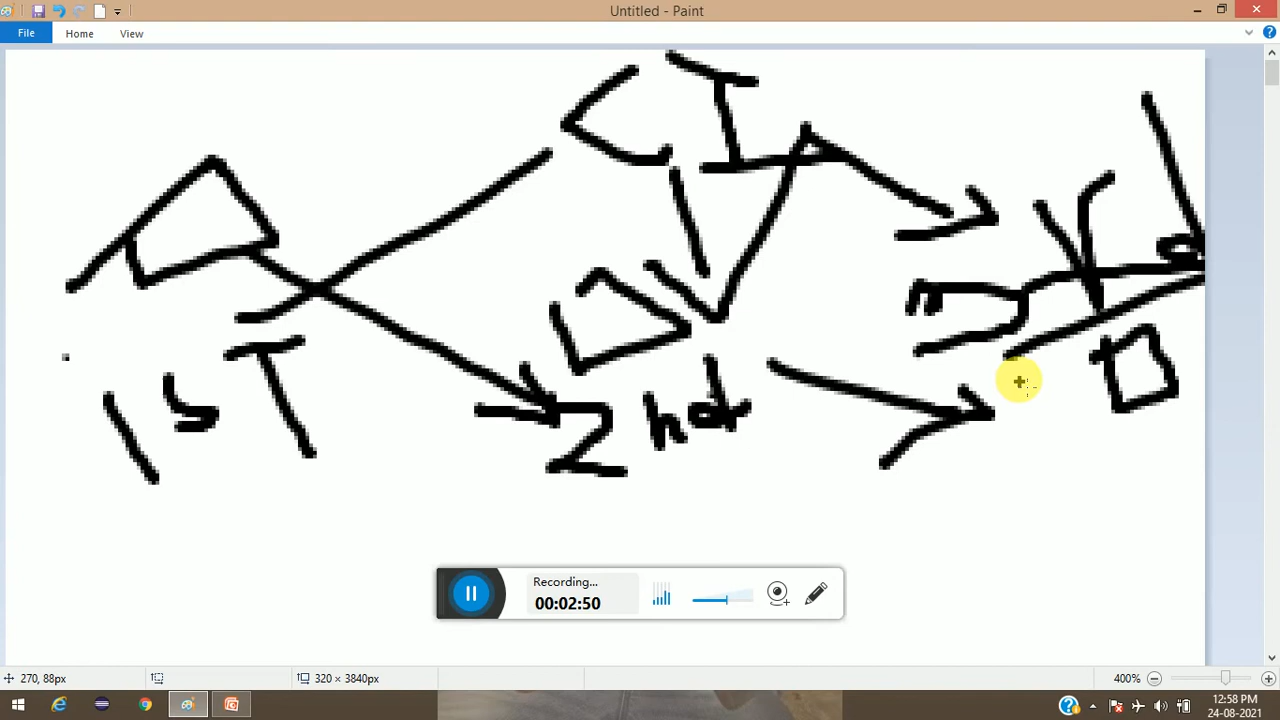 Untitled - Paint
File Home View
CI
3rd
1sT
2nd
Recording...
00:02:50
270, 88px
320 × 3840px
400%
12:58 PM
24-08-2021